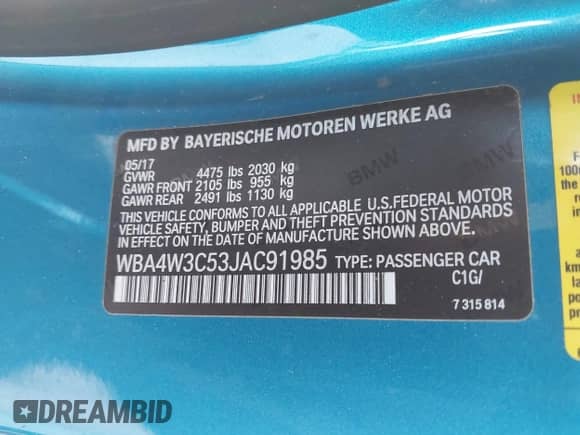 MFD BY BAYERISCHE MOTOREN WERKE AG
05/17
GVWR 4475 lbs 2030 kg
GAWR FRONT 2105 lbs 955 kg
GAWR REAR 2491 lbs 1130 kg
THIS VEHICLE CONFORMS TO ALL APPLICABLE U.S.FEDERAL MOTOR
VEHICLE SAFETY, BUMPER AND THEFT PREVENTION STANDARDS
IN EFFECT ON THE DATE OF MANUFACTURE SHOWN ABOVE.
WBA4W3C53JAC91985 TYPE: PASSENGER CAR
C1G/
7 315 814
BMW
DREAMBID